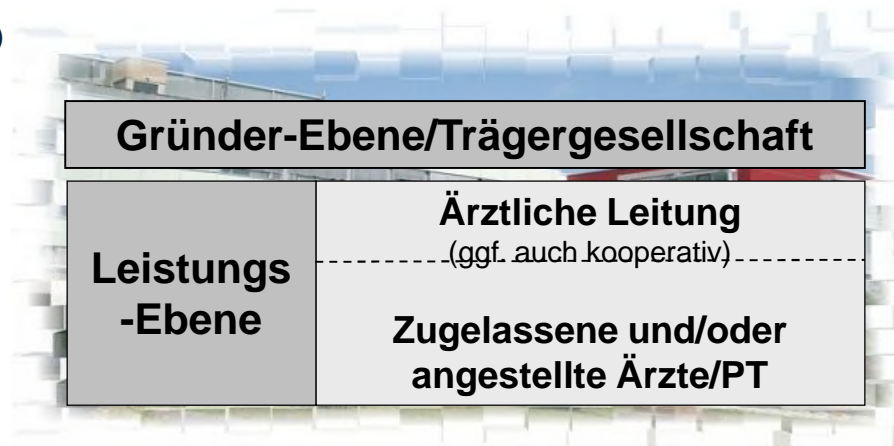 Gründer-Ebene/Trägergesellschaft
Leistungs
-Ebene
Ärztliche Leitung
(ggf. auch kooperativ)
Zugelassene und/oder
angestellte Ärzte/PT